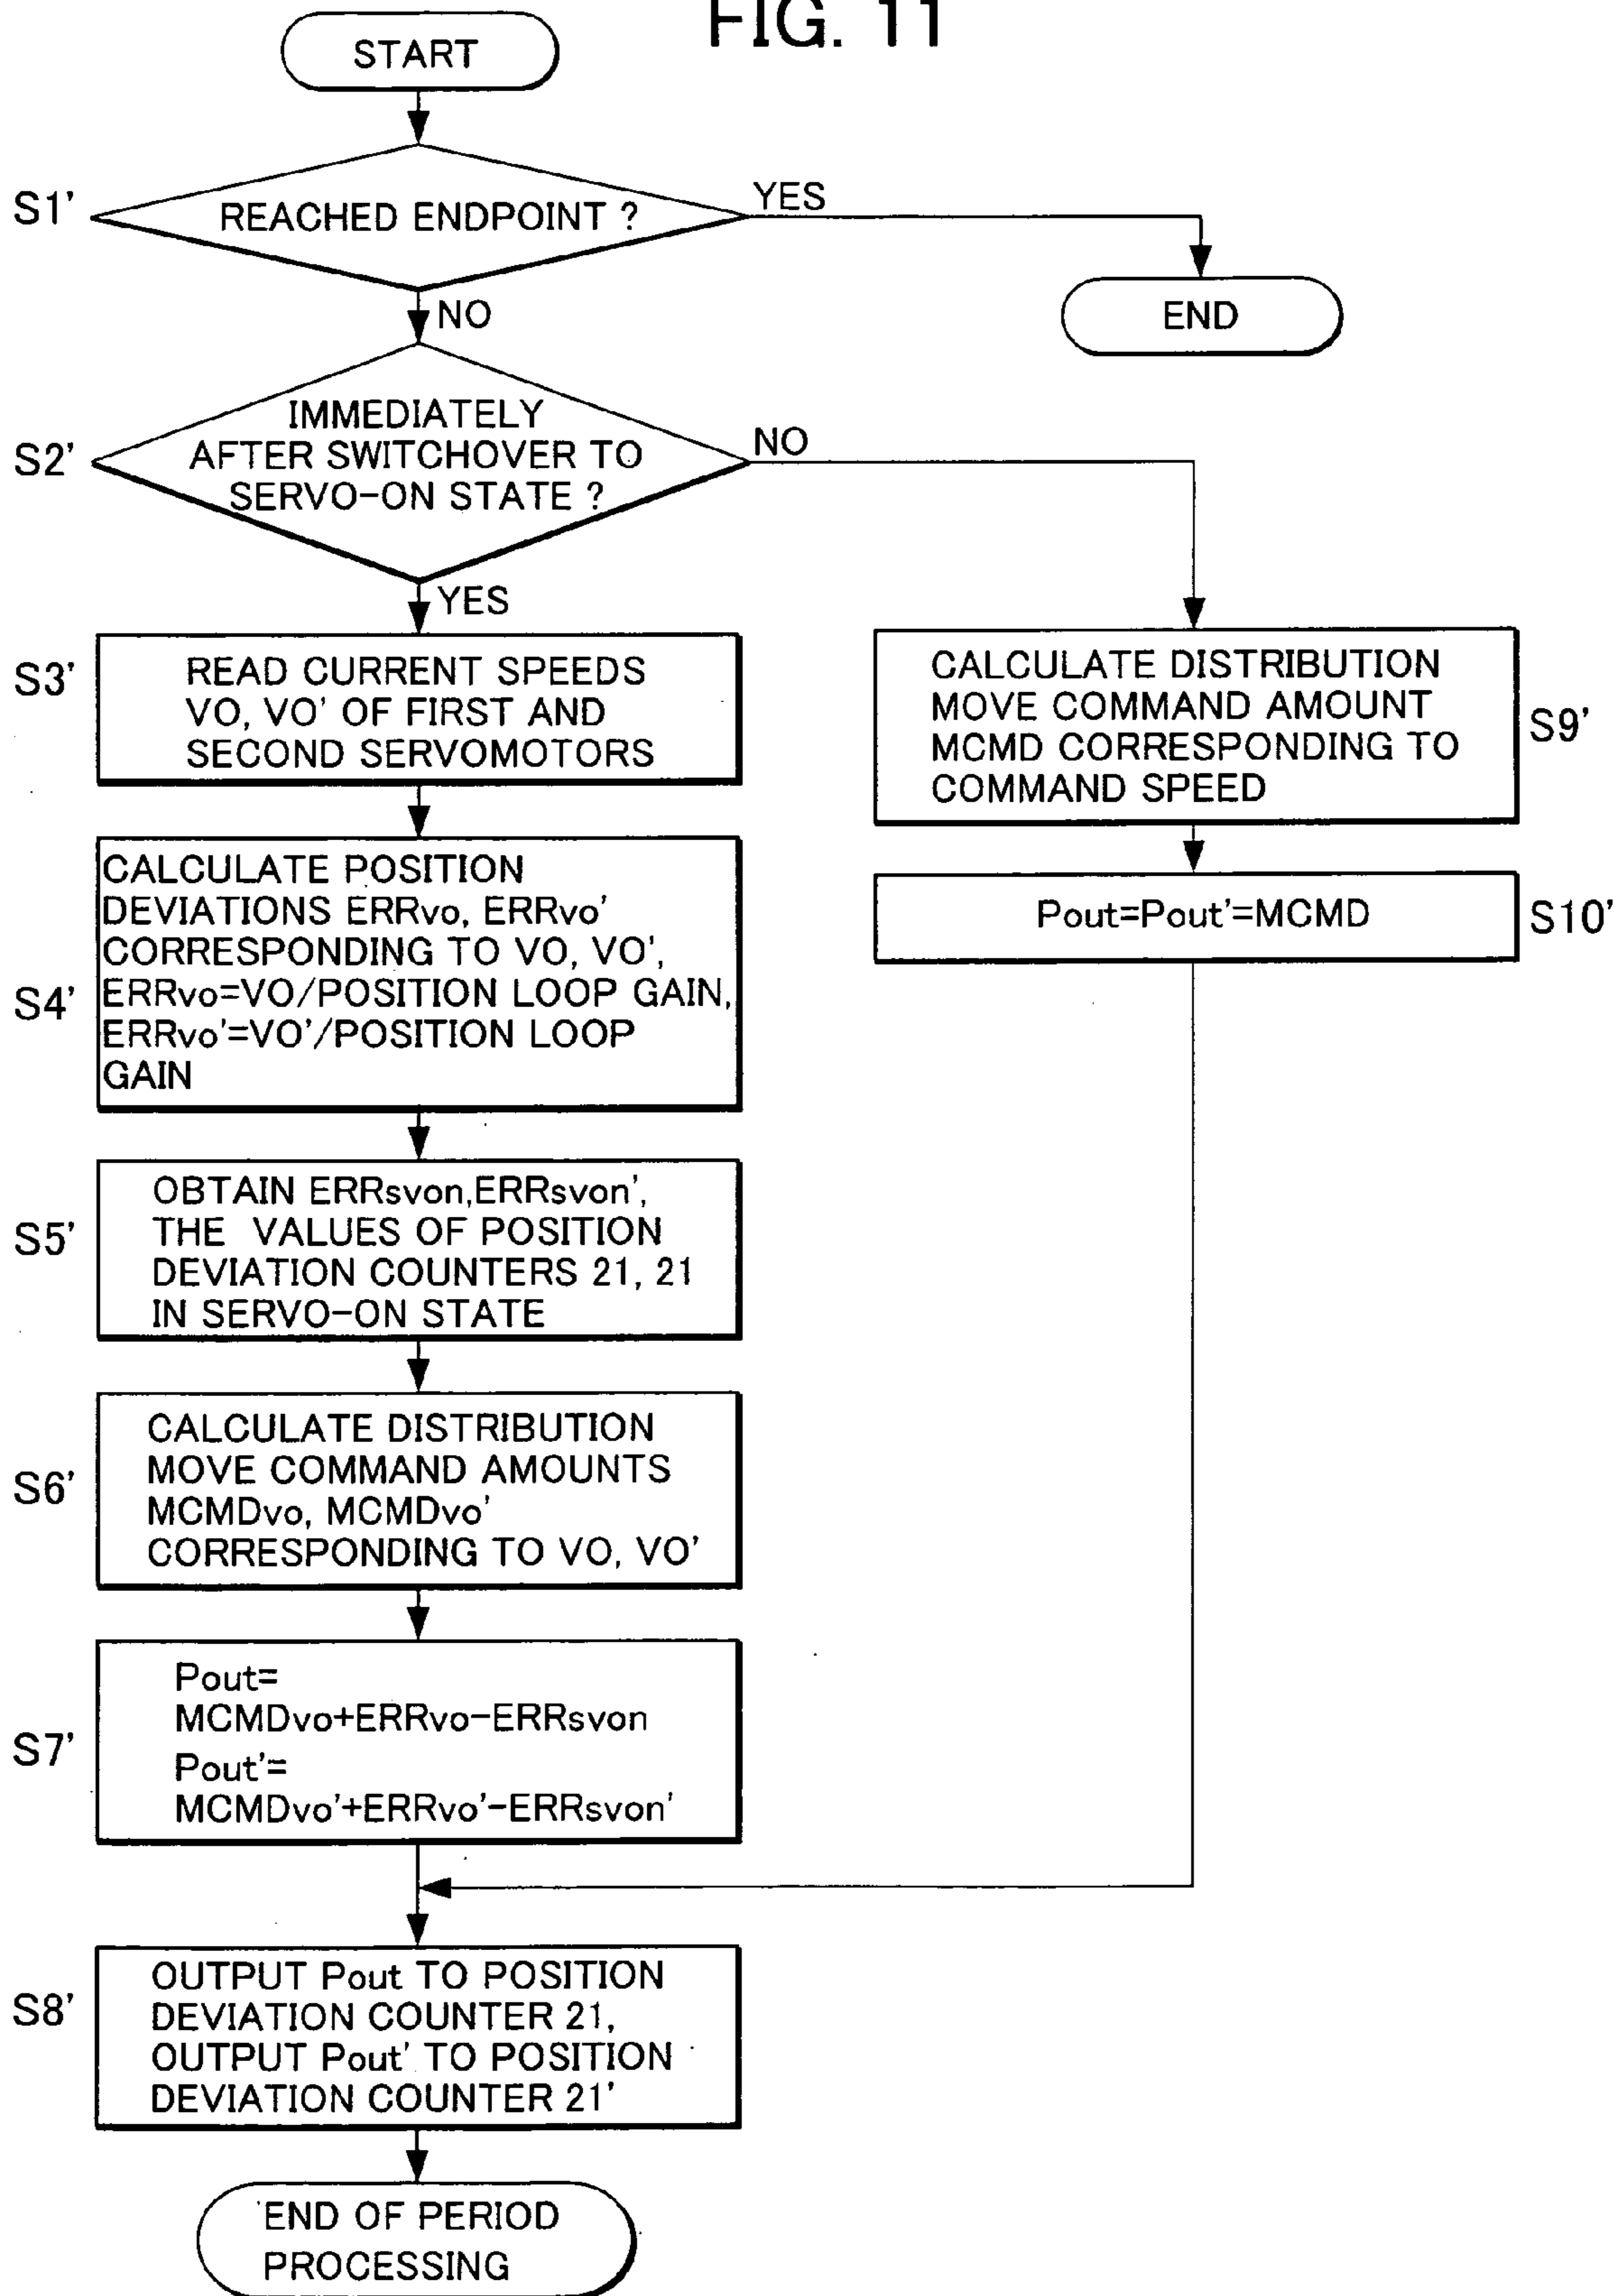 FIG. 11
START
S1'
REACHED ENDPOINT ?
YES
END
NO
S2'
IMMEDIATELY
AFTER SWITCHOVER TO
SERVO-ON STATE ?
NO
YES
S3'
READ CURRENT SPEEDS
VO, VO' OF FIRST AND
SECOND SERVOMOTORS
S4'
CALCULATE POSITION
DEVIATIONS ERRvo, ERRvo'
CORRESPONDING TO VO, VO',
ERRvo=VO/POSITION LOOP GAIN,
ERRvo'=VO'/POSITION LOOP
GAIN
S5'
OBTAIN ERRsvon,ERRsvon',
THE VALUES OF POSITION
DEVIATION COUNTERS 21, 21
IN SERVO-ON STATE
S6'
CALCULATE DISTRIBUTION
MOVE COMMAND AMOUNTS
MCMDvo, MCMDvo'
CORRESPONDING TO VO, VO'
S7'
Pout=
MCMDvo+ERRvo-ERRsvon
Pout'=
MCMDvo'+ERRvo'-ERRsvon'
CALCULATE DISTRIBUTION
MOVE COMMAND AMOUNT
MCMD CORRESPONDING TO
COMMAND SPEED
S9'
Pout=Pout'=MCMD
S10'
S8'
OUTPUT Pout TO POSITION
DEVIATION COUNTER 21,
OUTPUT Pout' TO POSITION
DEVIATION COUNTER 21'
END OF PERIOD
PROCESSING